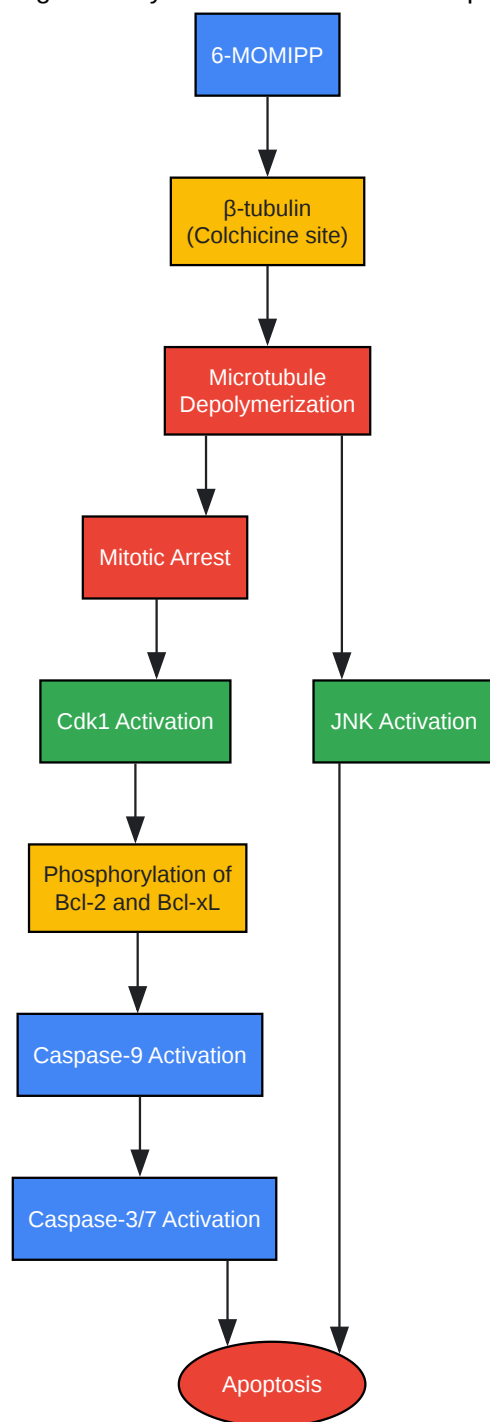 6-MOMIPP
β-tubulin
(Colchicine site)
Microtubule
Depolymerization
Mitotic Arrest
Cdk1 Activation
JNK Activation
Phosphorylation of
Bcl-2 and Bcl-xL
Caspase-9 Activation
Caspase-3/7 Activation
Apoptosis